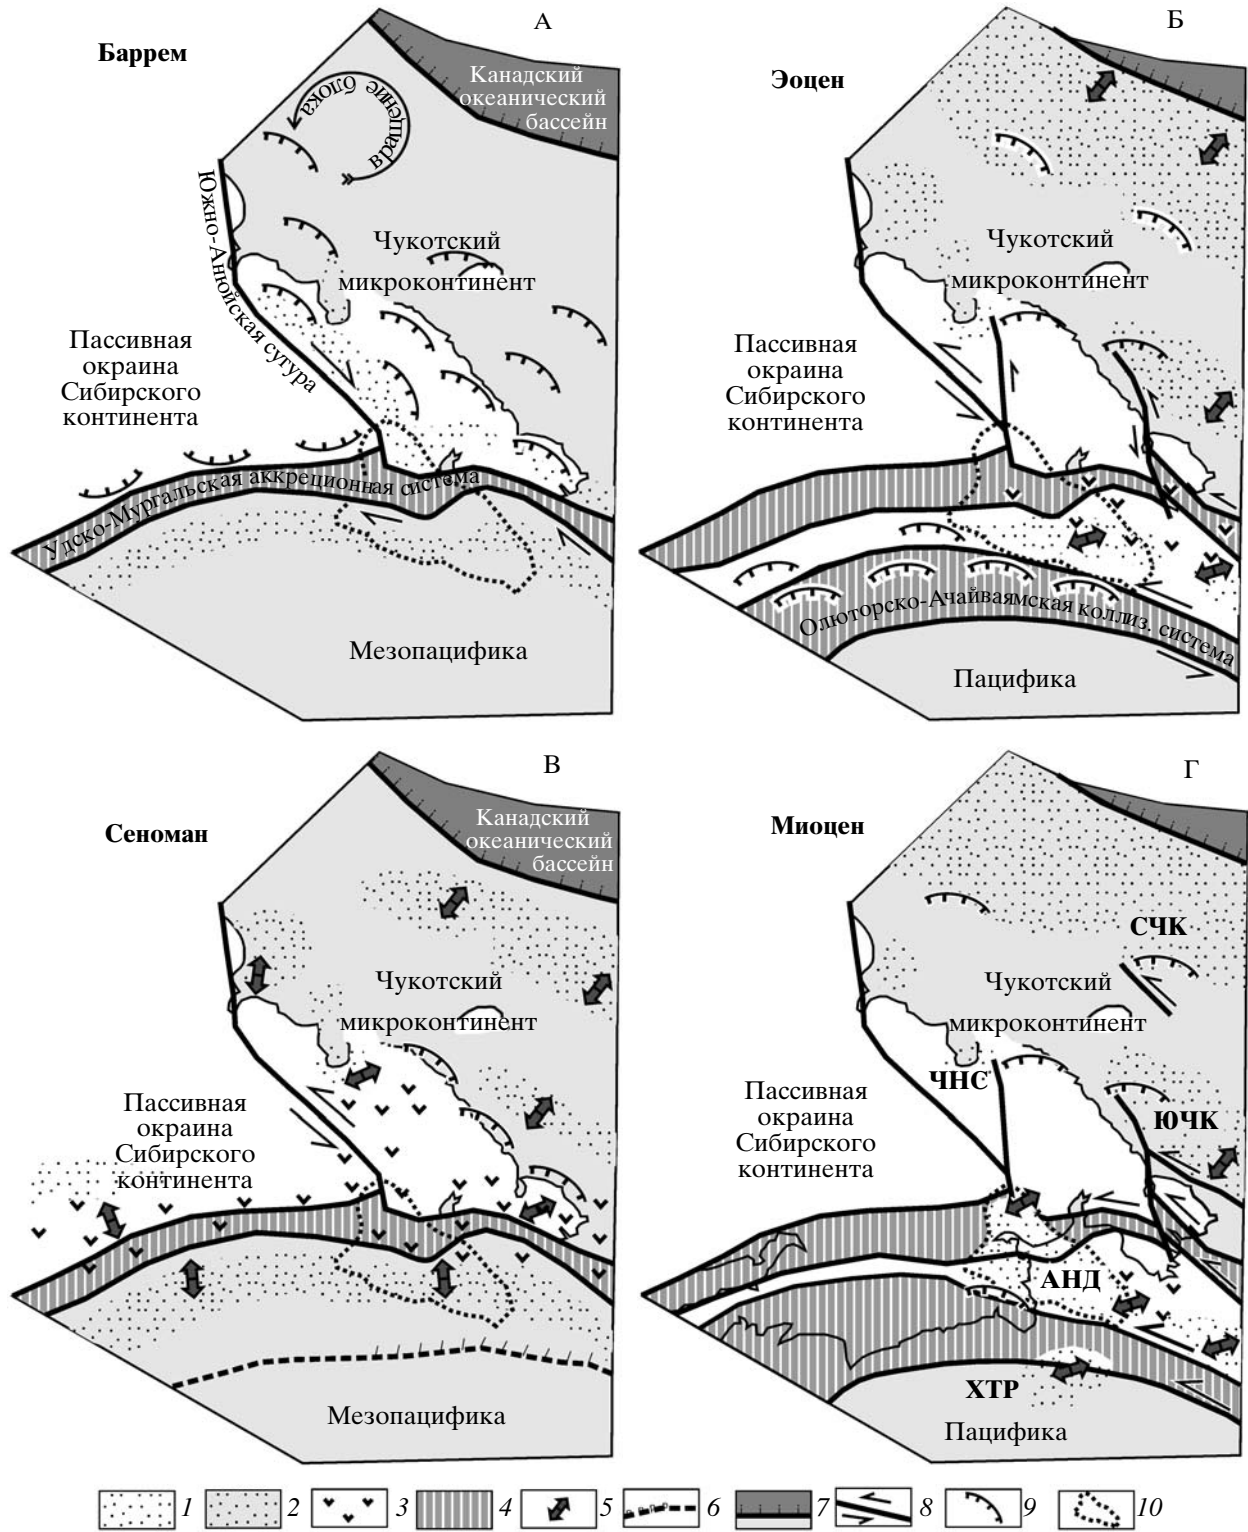 А
Баррем
Канадский
океанический
бассейн
вращение блока
Южно-Анюйская сутура
Чукотский
микроконтинент
Пассивная
окраина
Сибирского
континента
Удско-Мургальская аккреционная система
Мезопацифика
Б
Эоцен
Чукотский
микроконтинент
Пассивная
окраина
Сибирского
континента
Олюторско-Ачайваямская коллиз. система
Пацифика
В
Сеноман
Канадский
океанический
бассейн
Чукотский
микроконтинент
Пассивная
окраина
Сибирского
континента
Мезопацифика
Г
Миоцен
СЧК
Чукотский
микроконтинент
ЧНС
ЮЧК
Пассивная
окраина
Сибирского
континента
АНД
ХТР
Пацифика
1 2 3 4 5 6 7 8 9 10